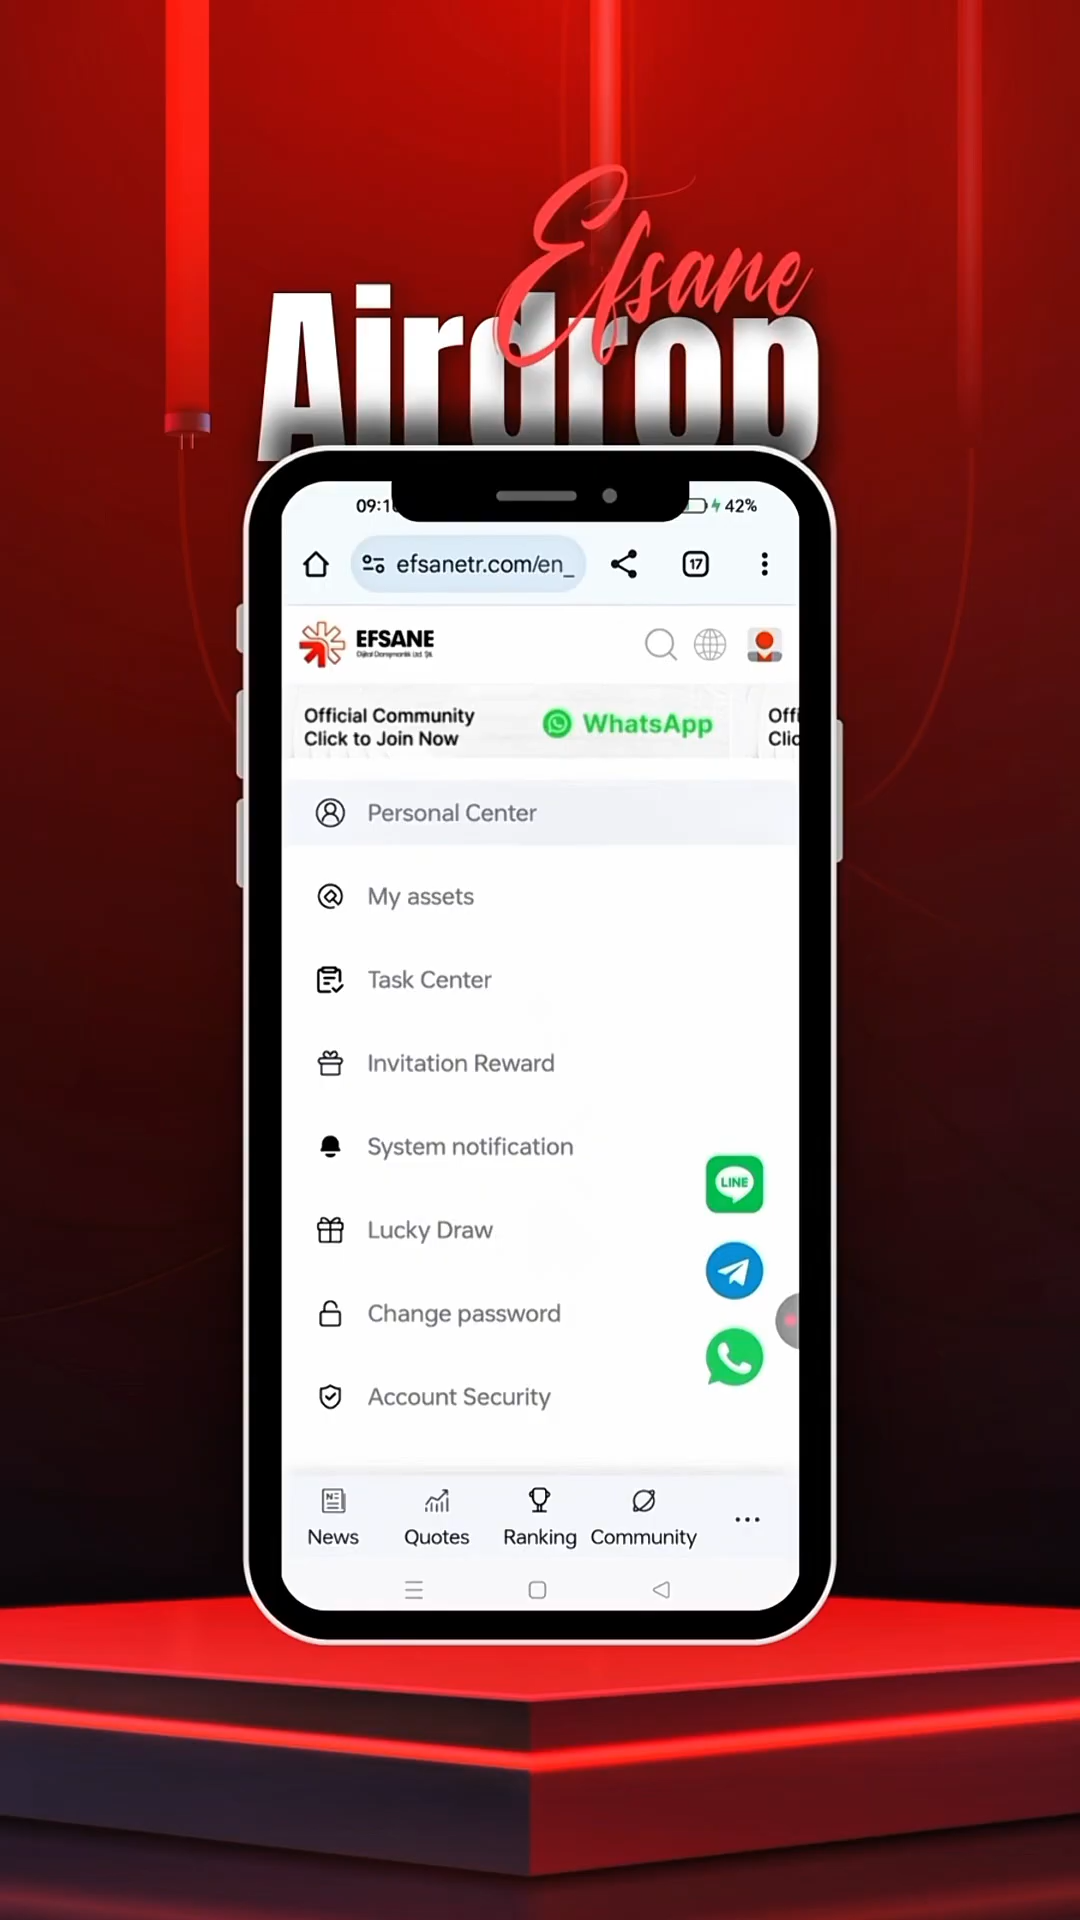 Efsane
Airdrop
09:1
42%
efsanetr.com/en_
17
EFSANE
Official Community
Click to Join Now
WhatsApp
Offi
Clic
Personal Center
My assets
Task Center
Invitation Reward
System notification
LINE
Lucky Draw
Change password
Account Security
News
Quotes
Ranking
Community